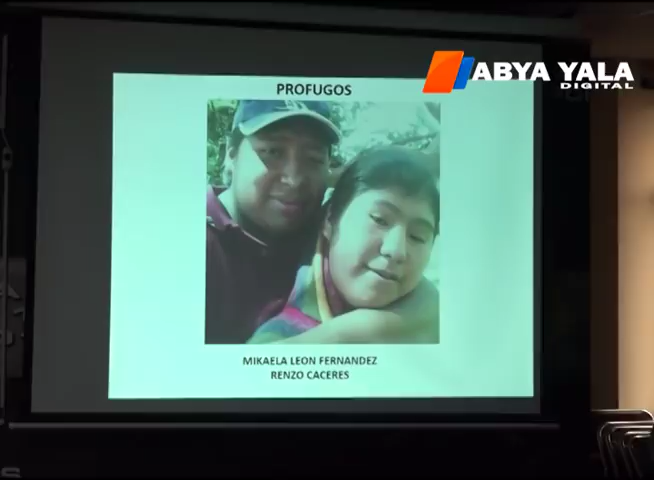 PROFUGOS
ABYA YALA
DIGITAL
MIKAELA LEON FERNANDEZ
RENZO CACERES